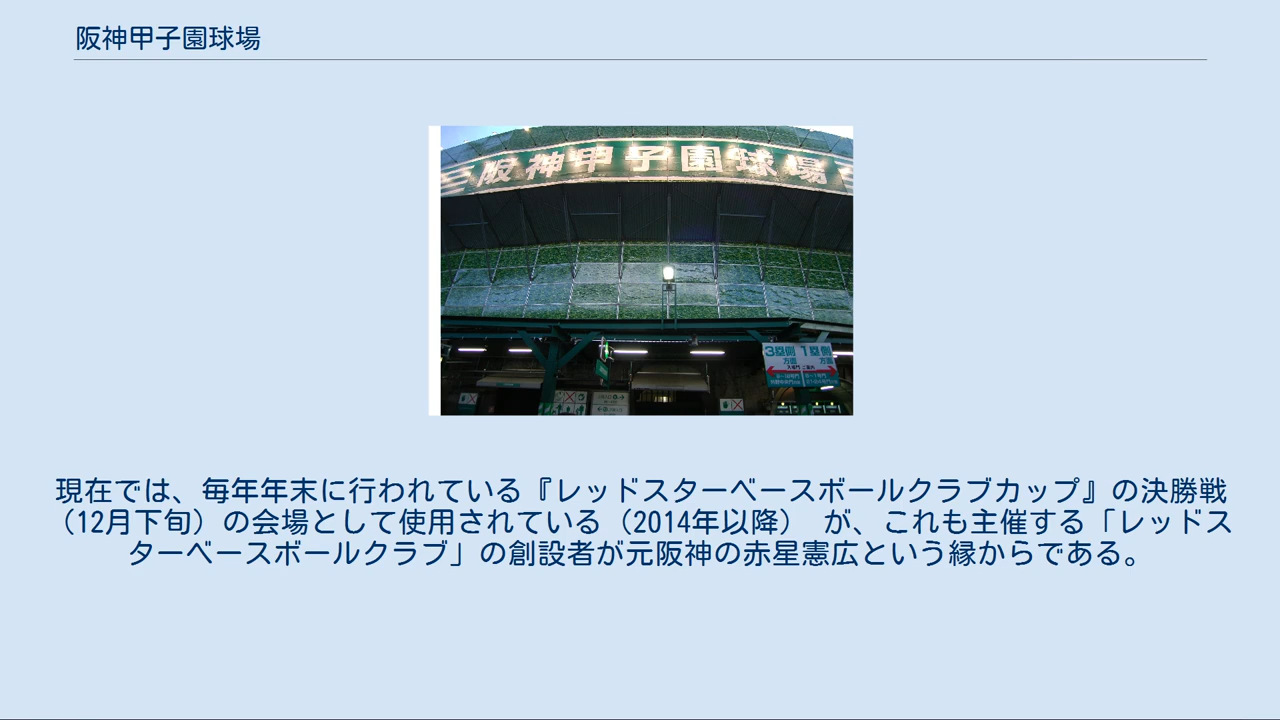 阪神甲子園球場
阪神甲子園球場
3塁側 1塁側
方面 方面
現在では、毎年年末に行われている『レッドスターベースボールクラブカップ』の決勝戦
（12月下旬）の会場として使用されている（2014年以降） が、これも主催する「レッドス
ターベースボールクラブ」の創設者が元阪神の赤星憲広という縁からである。